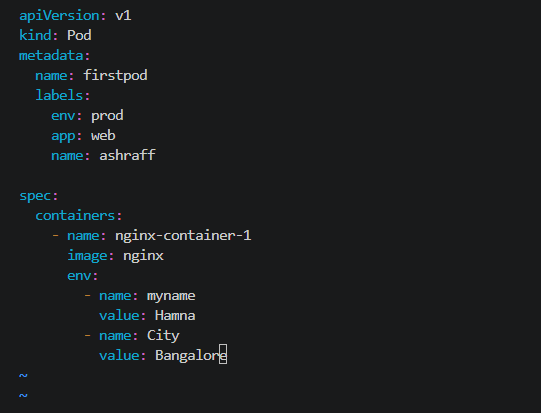 apiVersion: v1
kind: Pod
metadata:
  name: firstpod
  labels:
    env: prod
    app: web
    name: ashraff

spec:
  containers:
    - name: nginx-container-1
      image: nginx
      env:
        - name: myname
          value: Hamna
        - name: City
          value: Bangalore
~
~